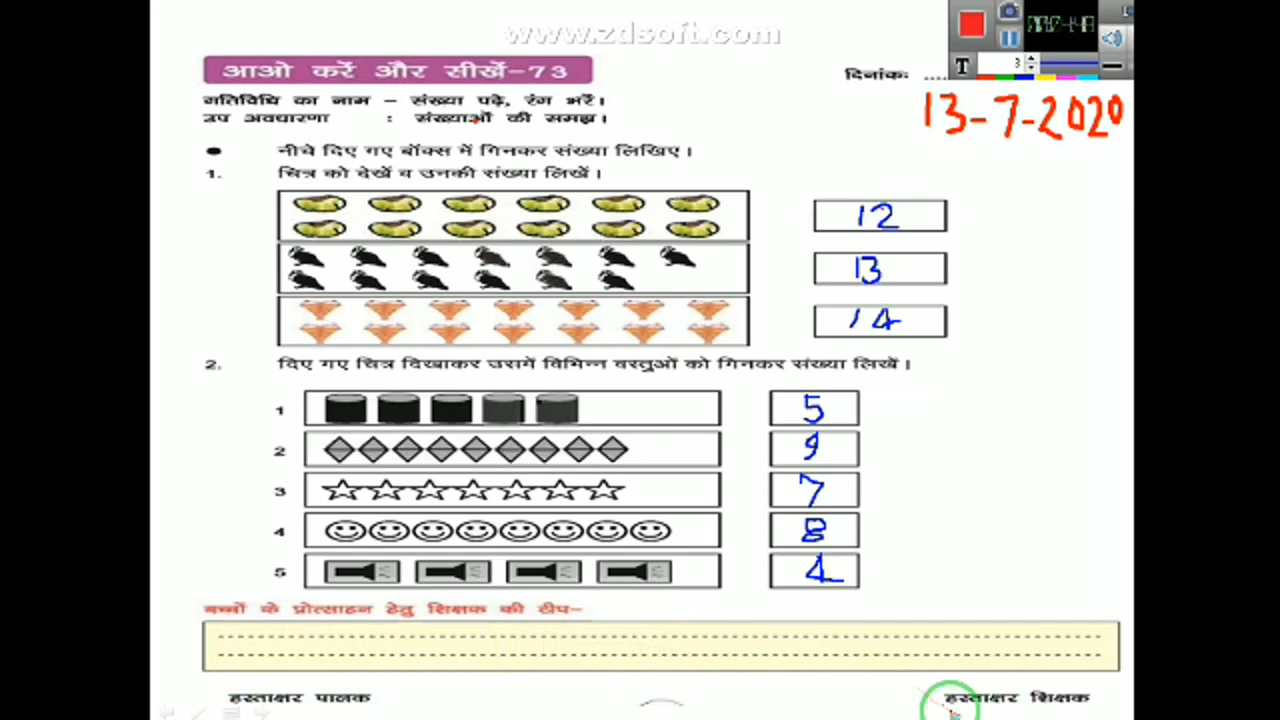 www.zdsoft.com
आओ करें और सीखें-73
दिनांकः ....
13-7-2020
गतिविधि का नाम – संख्या पढ़े, रंग भरें।
उप अवधारणा : संख्याओं की समझ।
● नीचे दिए गए बॉक्स में गिनकर संख्या लिखिए।
1. चित्र को देखें व उनकी संख्या लिखें।
12
13
14
2. दिए गए चित्र दिखाकर उसमें विभिन्न वस्तुओं को गिनकर संख्या लिखें।
1 5
2 9
3 7
4 8
5 4
बच्चों के प्रोत्साहन हेतु शिक्षक की टीप-
हस्ताक्षर पालक हस्ताक्षर शिक्षक